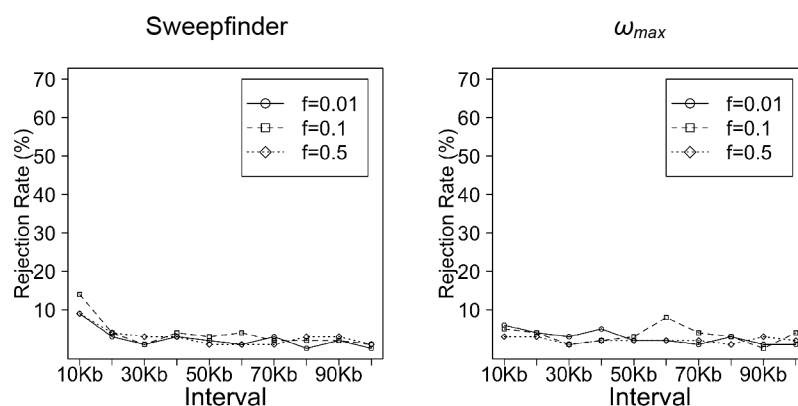 Sweepfinder
Rejection Rate (%)
70
60
50
40
30
20
10
f=0.01
f=0.1
f=0.5
10Kb 30Kb 50Kb 70Kb 90Kb
Interval
ω max
Rejection Rate (%)
70
60
50
40
30
20
10
f=0.01
f=0.1
f=0.5
10Kb 30Kb 50Kb 70Kb 90Kb
Interval